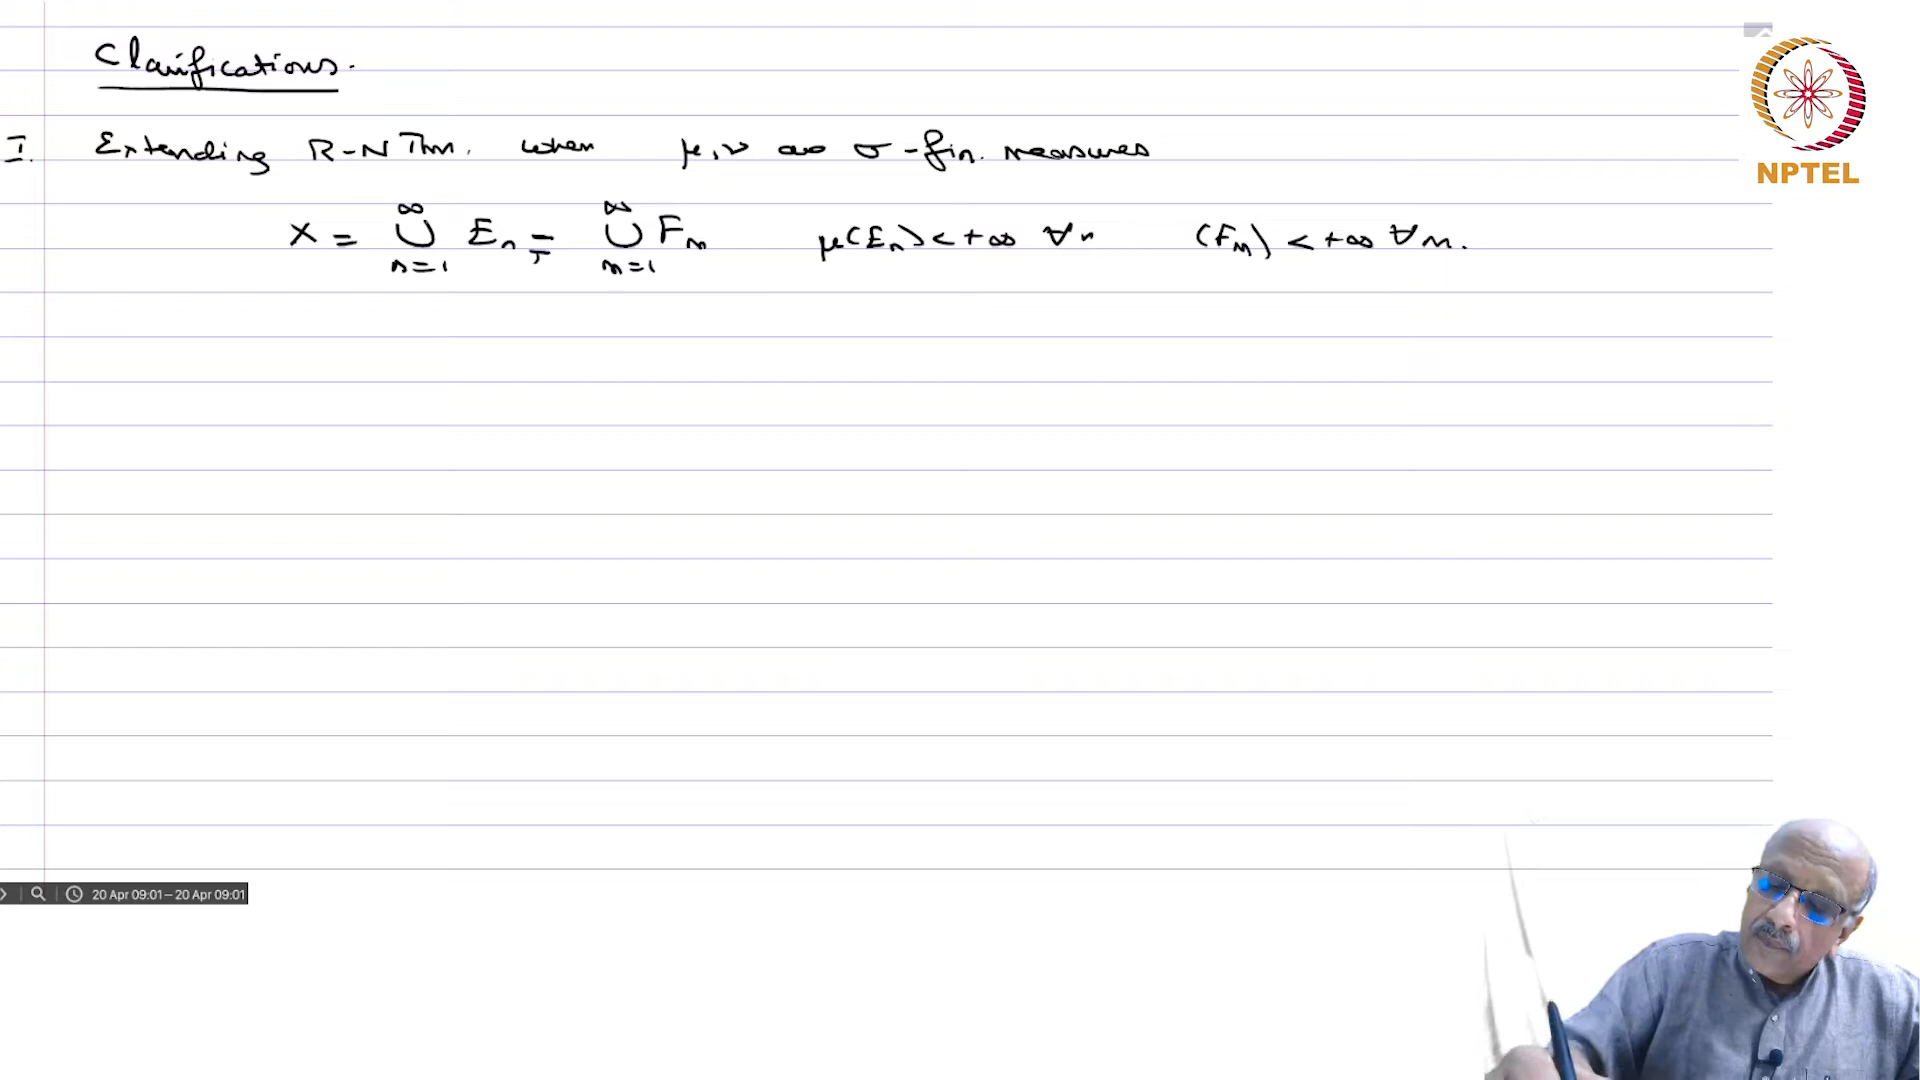 Clarifications.
NPTEL
I. Extending R-N Thm. when μ, ν are σ-fin. measures
X = ∞ ∪ n=1 E_n = ∞ ∪ m=1 F_m μ(E_n) < +∞ ∀n (F_m) < +∞ ∀m.
20 Apr 09:01 – 20 Apr 09:01